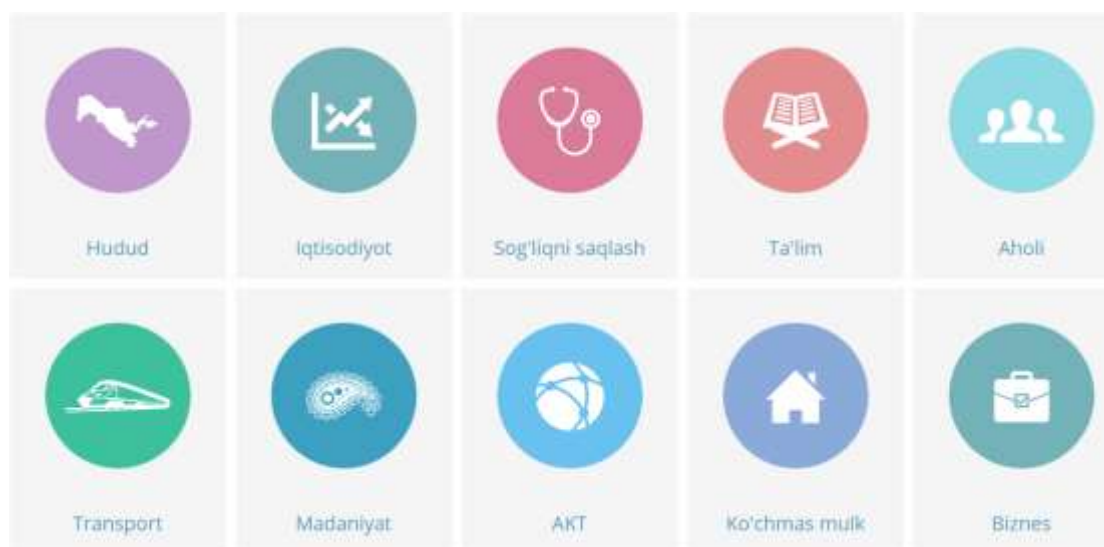 Hudud
Iqtisodiyot
Sog'liqni saqlash
Ta'lim
Aholi
Transport
Madaniyat
AKT
Ko'chmas mulk
Biznes